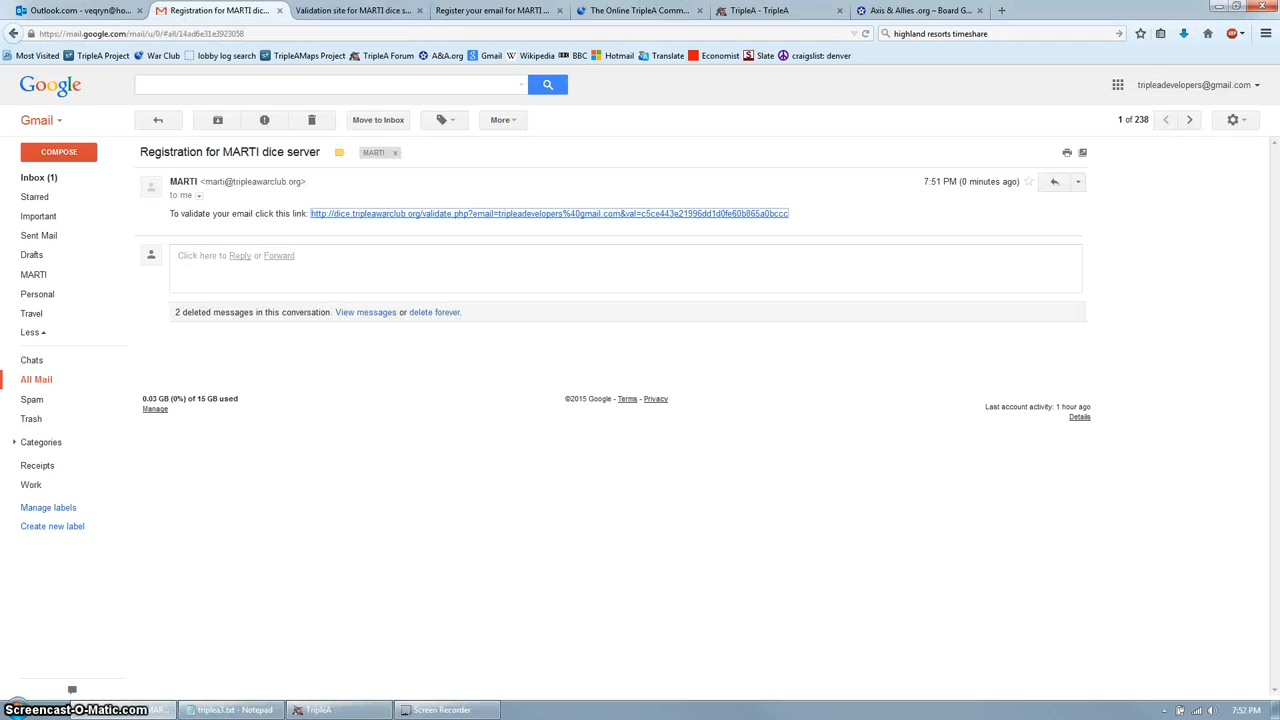 Outlook.com - veqryn@ho...
Registration for MARTI dic...
Validation site for MARTI dice s...
Register your email for MARTI ...
The Online TripleA Comm...
TripleA - TripleA
Axis & Allies .org – Board G...
https://mail.google.com/mail/u/0/#all/14ad6e31e3923058
highland resorts timeshare
Most Visited TripleA Project War Club lobby log search TripleAMaps Project TripleA Forum A&A.org Gmail Wikipedia BBC Hotmail Translate Economist Slate craigslist: denver
Google
tripleadevelopers@gmail.com
Gmail
Move to Inbox
More
1 of 238
COMPOSE
Registration for MARTI dice server
MARTI x
Inbox (1)
Starred
Important
Sent Mail
Drafts
MARTI
Personal
Travel
Less
Chats
All Mail
Spam
Trash
Categories
Receipts
Work
Manage labels
Create new label
MARTI <marti@tripleawarclub.org>
7:51 PM (0 minutes ago)
to me
To validate your email click this link: http://dice.tripleawarclub.org/validate.php?email=tripleadevelopers%40gmail.com&val=c5ce443e21996dd1d0fe60b865a0bccc
Click here to Reply or Forward
2 deleted messages in this conversation. View messages or delete forever.
0.03 GB (0%) of 15 GB used
Manage
©2015 Google - Terms - Privacy
Last account activity: 1 hour ago
Details
Screencast-O-Matic.com
triplea3.txt - Notepad
TripleA
Screen Recorder
7:52 PM